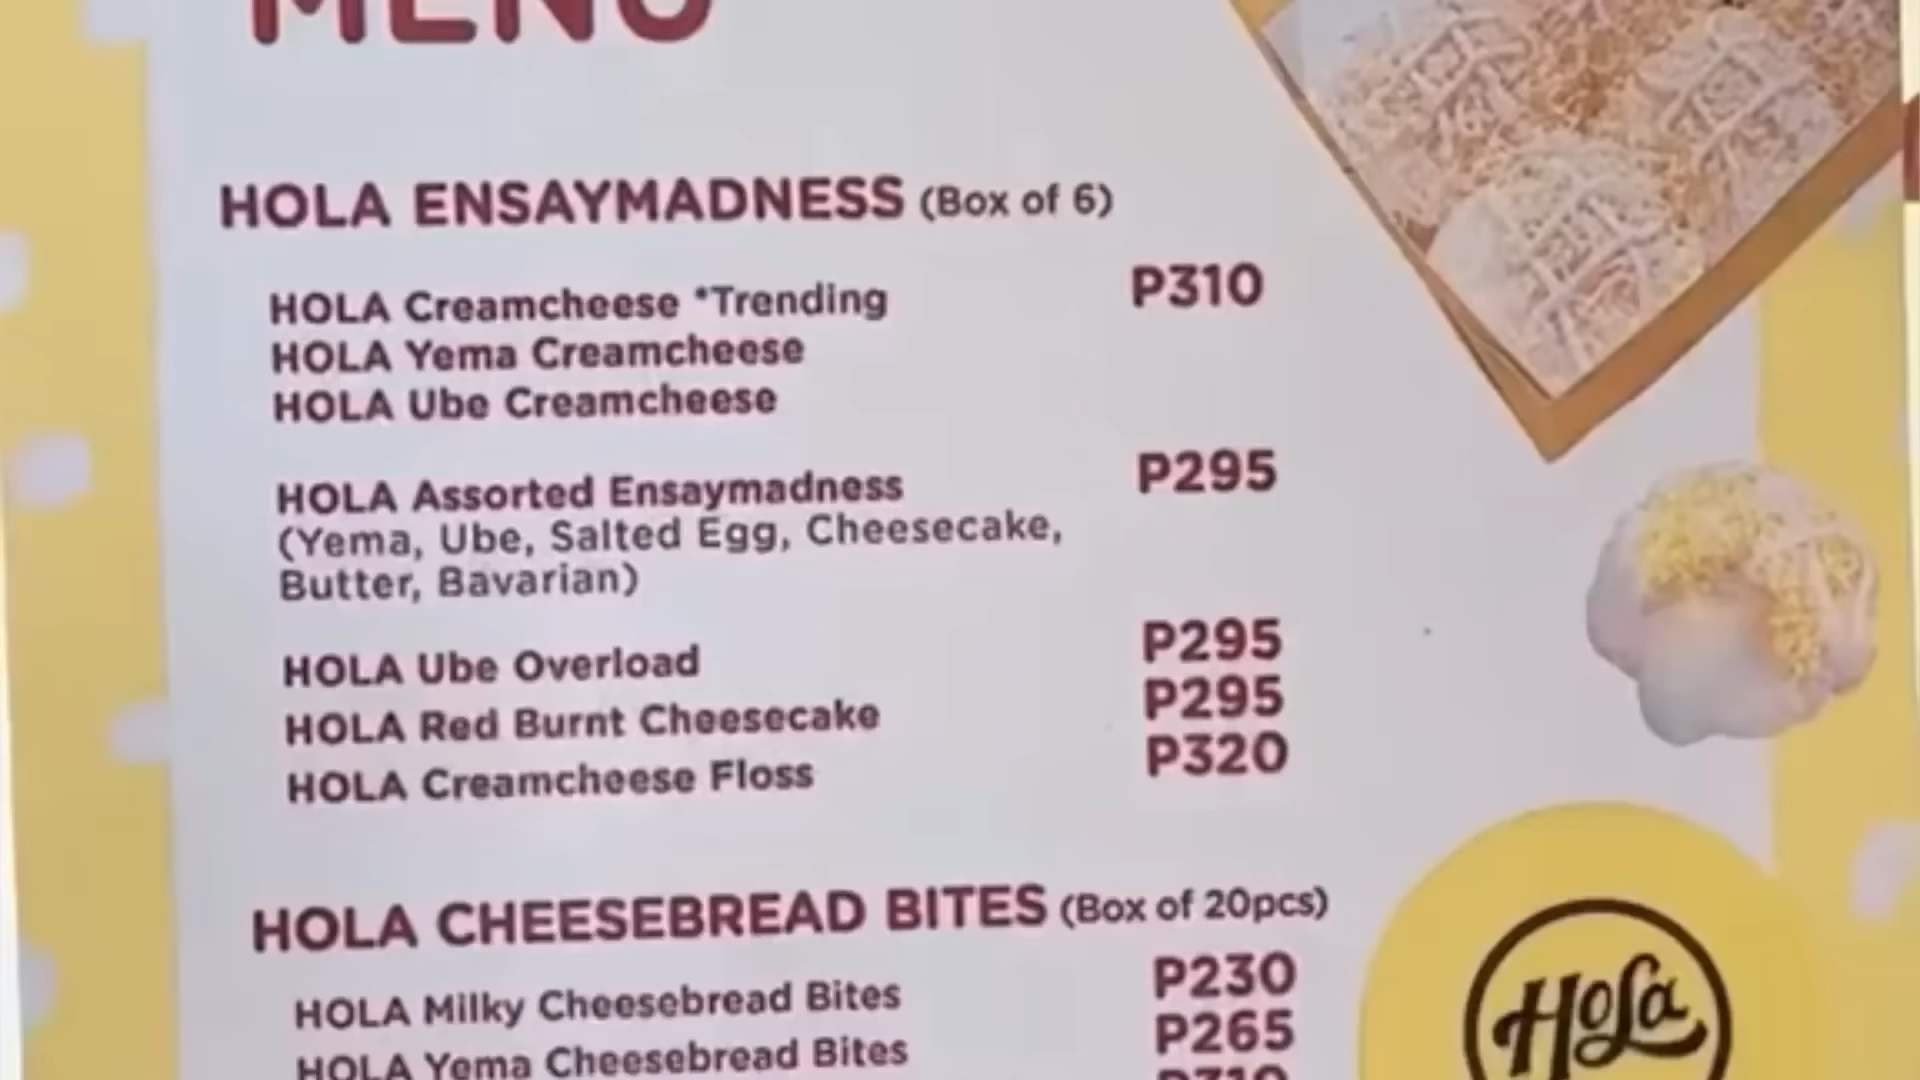 MENU
HOLA ENSAYMADNESS (Box of 6)
HOLA Creamcheese *Trending P310
HOLA Yema Creamcheese
HOLA Ube Creamcheese
HOLA Assorted Ensaymadness P295
(Yema, Ube, Salted Egg, Cheesecake,
Butter, Bavarian)
HOLA Ube Overload P295
HOLA Red Burnt Cheesecake P295
HOLA Creamcheese Floss P320
HOLA CHEESEBREAD BITES (Box of 20pcs)
HOLA Milky Cheesebread Bites P230
HOLA Yema Cheesebread Bites P265
P310
Hola